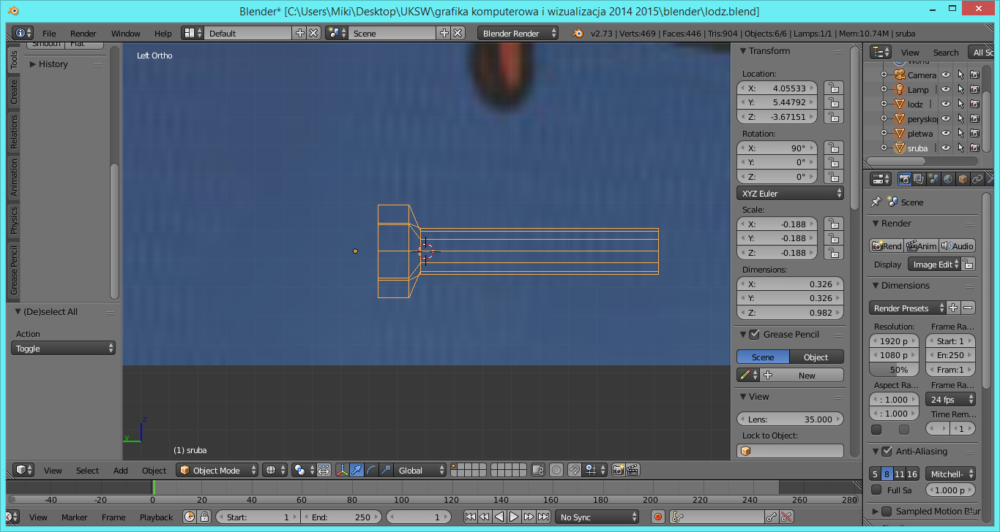 Blender* [C:\Users\Miki\Desktop\UKSW\grafika komputerowa i wizualizacja 2014 2015\blender\lodz.blend]
File Render Window Help Default Scene Blender Render v2.73 | Verts:469 | Faces:446 | Tris:904 | Objects:6/6 | Lamps:1/1 | Mem:10.74M | sruba
Smooth Flat
History
Tools
Create
Relations
Animation
Physics
Grease Pencil
(De)select All
Action
Toggle
Left Ortho
z
y
(1) sruba
Transform
Location:
X: 4.05533
Y: 5.44792
Z: -3.67151
Rotation:
X: 90°
Y: 0°
Z: 0°
XYZ Euler
Scale:
X: -0.188
Y: -0.188
Z: -0.188
Dimensions:
X: 0.326
Y: 0.326
Z: 0.982
Grease Pencil
Scene Object
New
View
Lens: 35.000
Lock to Object:
View Search All Sc
World
Camera
Lamp
lodz
perysko
pletwa
sruba
Scene
Render
Rend Anim Audio
Display Image Edit
Dimensions
Render Presets
Resolution: Frame Ra...
1920 p Start: 1
1080 p En:250
50% Fram:1
Aspect Ra... Frame Ra...
: 1.000 24 fps
: 1.000 Time Rem...
1
Anti-Aliasing
5 8 11 16 Mitchell-
Full Sa 1.000 p
Sampled Motion Blur
View Select Add Object Object Mode Global
-40 -20 0 20 40 60 80 100 120 140 160 180 200 220 240 260 280
View Marker Frame Playback Start: 1 End: 250 1 No Sync